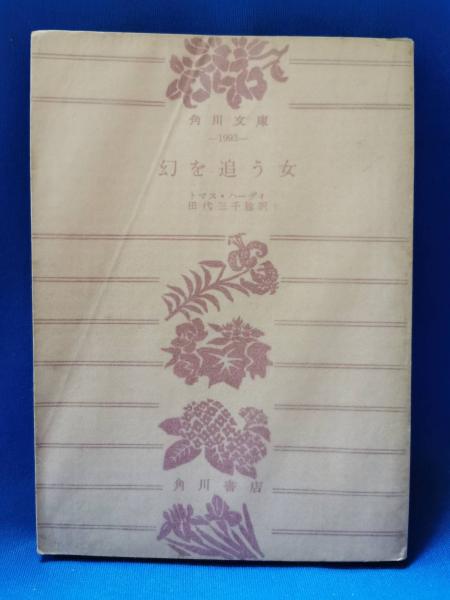 角川文庫
—1993—
幻を追う女
トマス・ハーディ
田代三千稔訳
角川書店